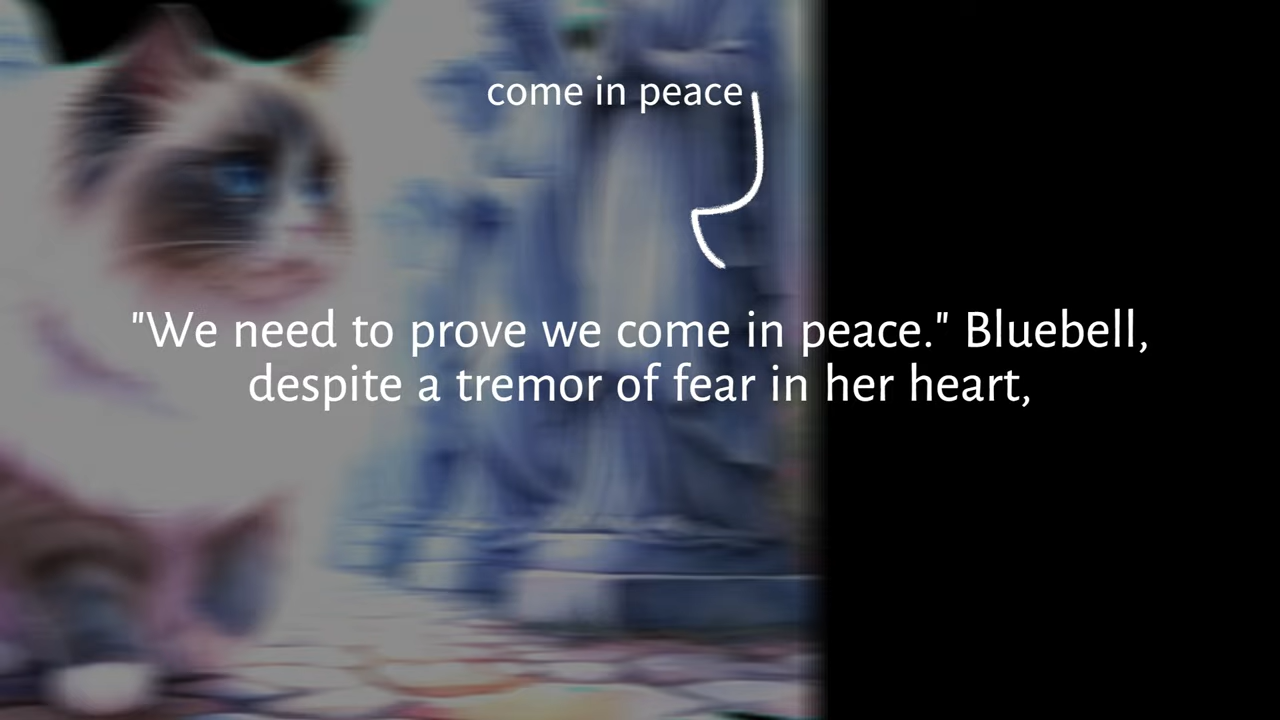 come in peace
"We need to prove we come in peace." Bluebell,
despite a tremor of fear in her heart,